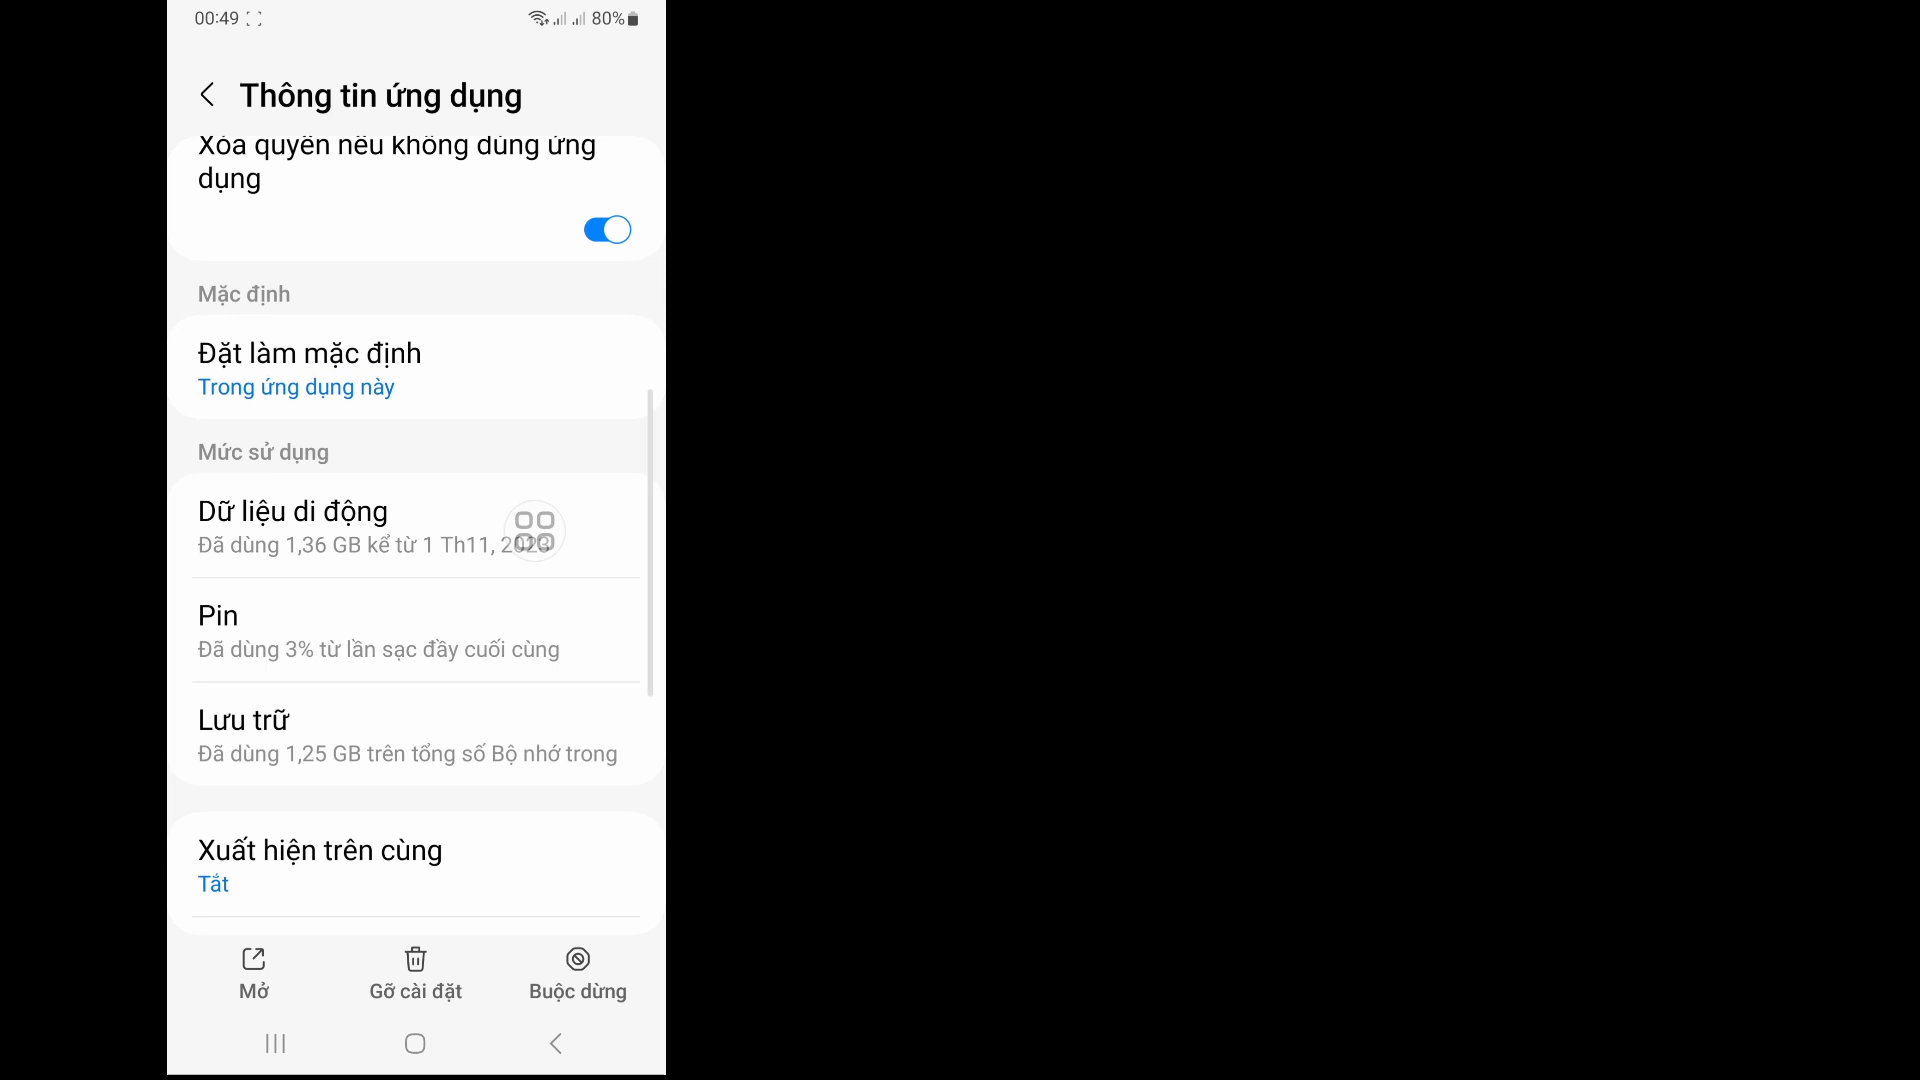 00:49
80%
Thông tin ứng dụng
Xóa quyền nếu không dùng ứng
dụng
Mặc định
Đặt làm mặc định
Trong ứng dụng này
Mức sử dụng
Dữ liệu di động
Đã dùng 1,36 GB kể từ 1 Th11, 2023
Pin
Đã dùng 3% từ lần sạc đầy cuối cùng
Lưu trữ
Đã dùng 1,25 GB trên tổng số Bộ nhớ trong
Xuất hiện trên cùng
Tắt
Mở
Gỡ cài đặt
Buộc dừng